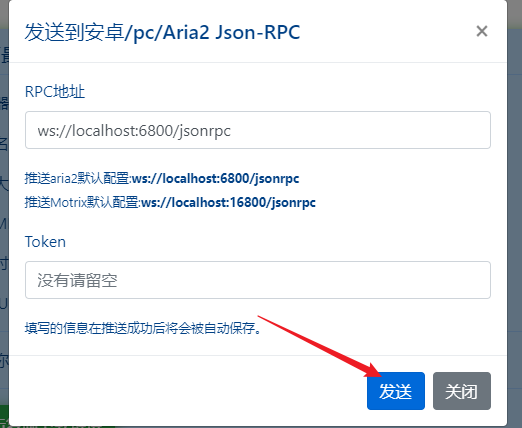 发送到安卓/pc/Aria2 Json-RPC
×
RPC地址
ws://localhost:6800/jsonrpc
推送aria2默认配置:ws://localhost:6800/jsonrpc
推送Motrix默认配置:ws://localhost:16800/jsonrpc
Token
没有请留空
填写的信息在推送成功后将会被自动保存。
发送 关闭